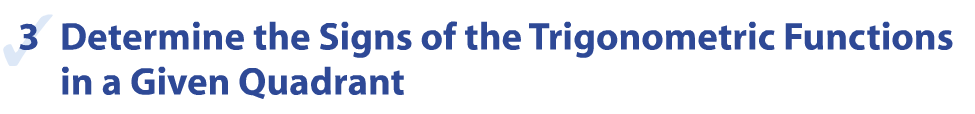 3 Determine the Signs of the Trigonometric Functions
in a Given Quadrant